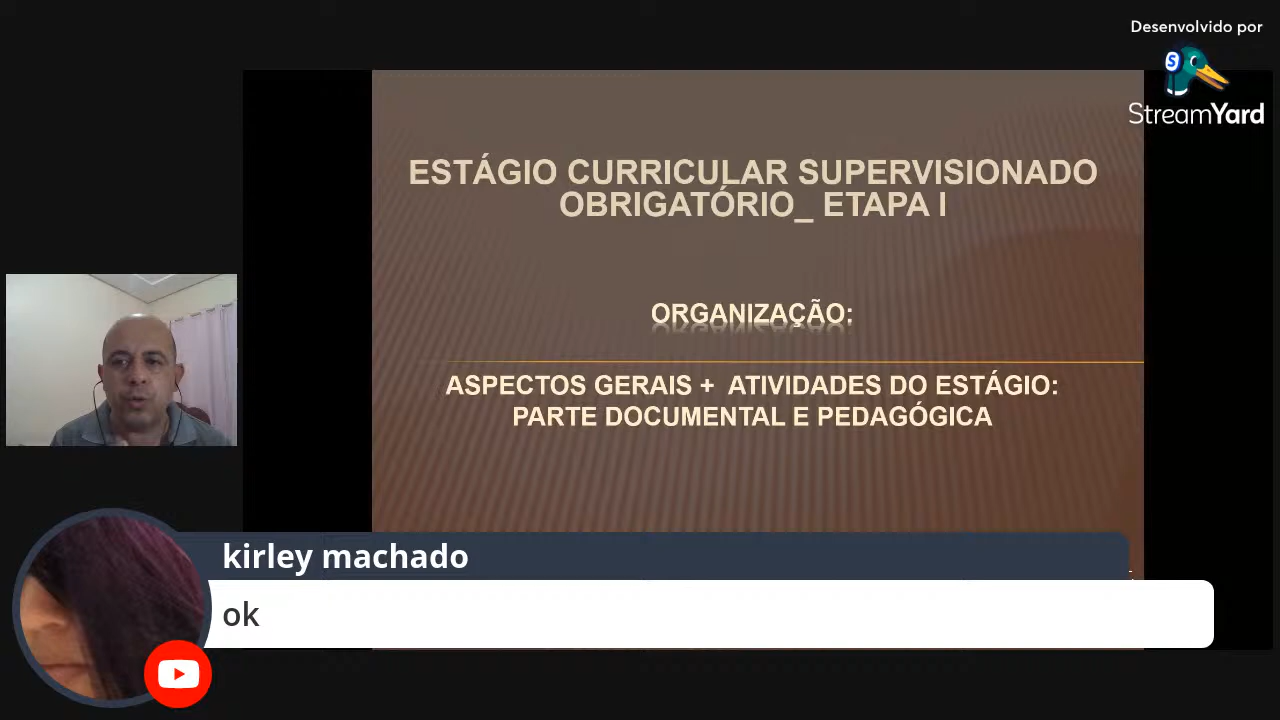 Desenvolvido por
StreamYard
ESTÁGIO CURRICULAR SUPERVISIONADO
OBRIGATÓRIO_ ETAPA I
ORGANIZAÇÃO:
ASPECTOS GERAIS + ATIVIDADES DO ESTÁGIO:
PARTE DOCUMENTAL E PEDAGÓGICA
kirley machado
ok